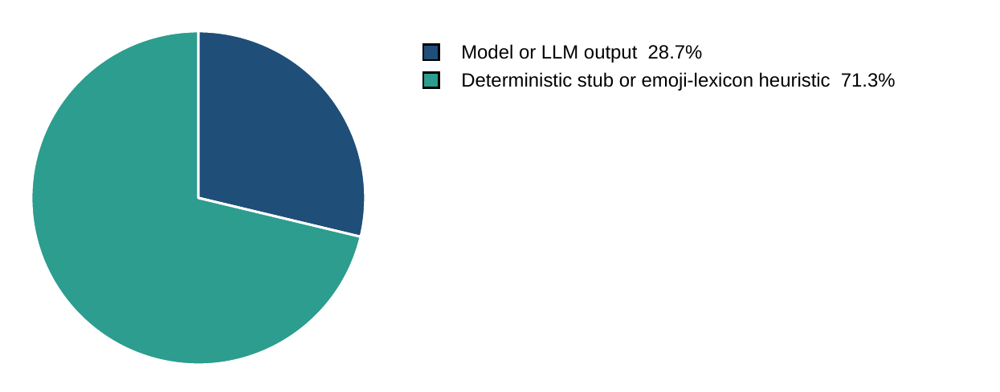 Model or LLM output 28.7%
Deterministic stub or emoji-lexicon heuristic 71.3%